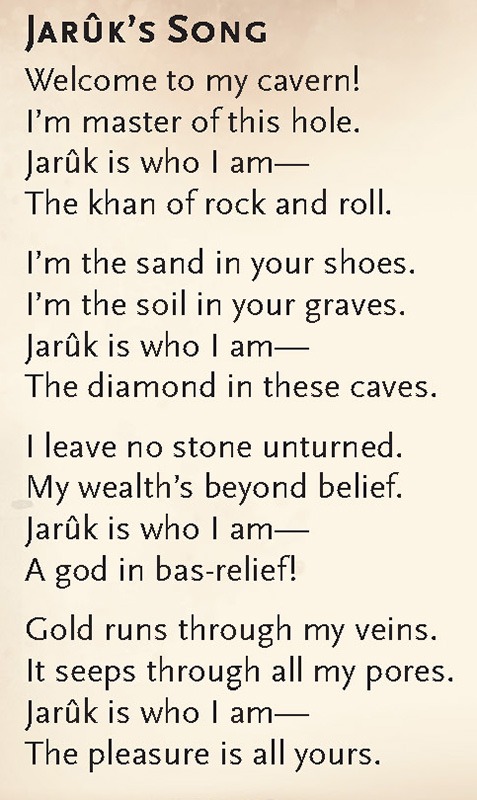 Jarûk's Song
Welcome to my cavern!
I'm master of this hole.
Jarûk is who I am—
The khan of rock and roll.
I'm the sand in your shoes.
I'm the soil in your graves.
Jarûk is who I am—
The diamond in these caves.
I leave no stone unturned.
My wealth's beyond belief.
Jarûk is who I am—
A god in bas-relief!
Gold runs through my veins.
It seeps through all my pores.
Jarûk is who I am—
The pleasure is all yours.